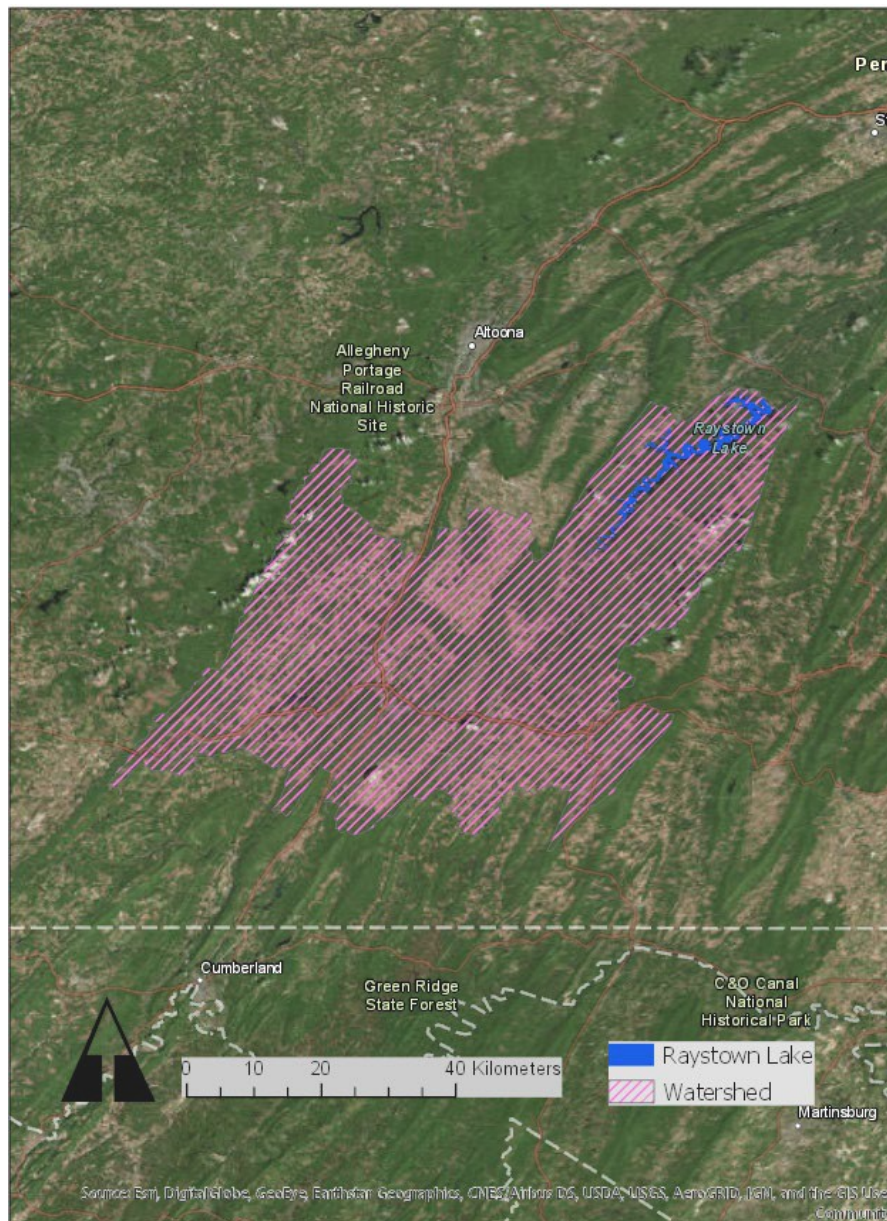 Per
St
Altoona
Allegheny
Portage
Railroad
National Historic
Site
Raystown
Lake
Cumberland
Green Ridge
State Forest
C&O Canal
National
Historical Park
0 10 20 40 Kilometers
Raystown Lake
Watershed
Martinsburg
Source: Esri, DigitalGlobe, GeoEye, Earthstar Geographics, CNES/Airbus DS, USDA, USGS, AeroGRID, IGN, and the GIS User
Community